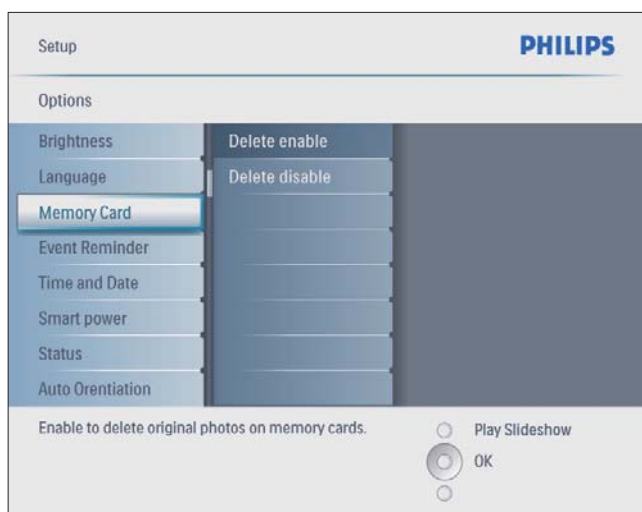 Setup
PHILIPS
Options
Brightness
Delete enable
Language
Delete disable
Memory Card
Event Reminder
Time and Date
Smart power
Status
Auto Orentiation
Enable to delete original photos on memory cards.
Play Slideshow
OK